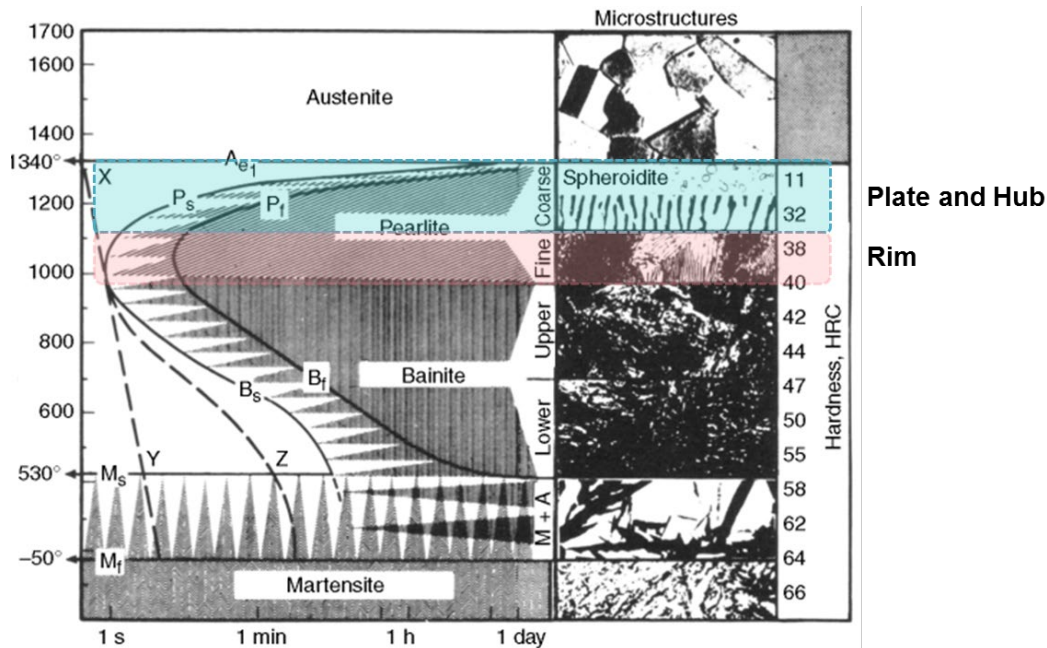 Microstructures
1700
1600
Austenite
1400
1340°
Ae1
X
Spheroidite
11
Ps
Pf
Coarse
Plate and Hub
1200
32
Pearlite
38
Rim
Fine
1000
40
42
Upper
800
44
Bs
Bf
Bainite
47
600
Lower
50
55
Hardness, HRC
Y
Z
530°
Ms
58
M + A
62
−50°
Mf
64
Martensite
66
1 s
1 min
1 h
1 day